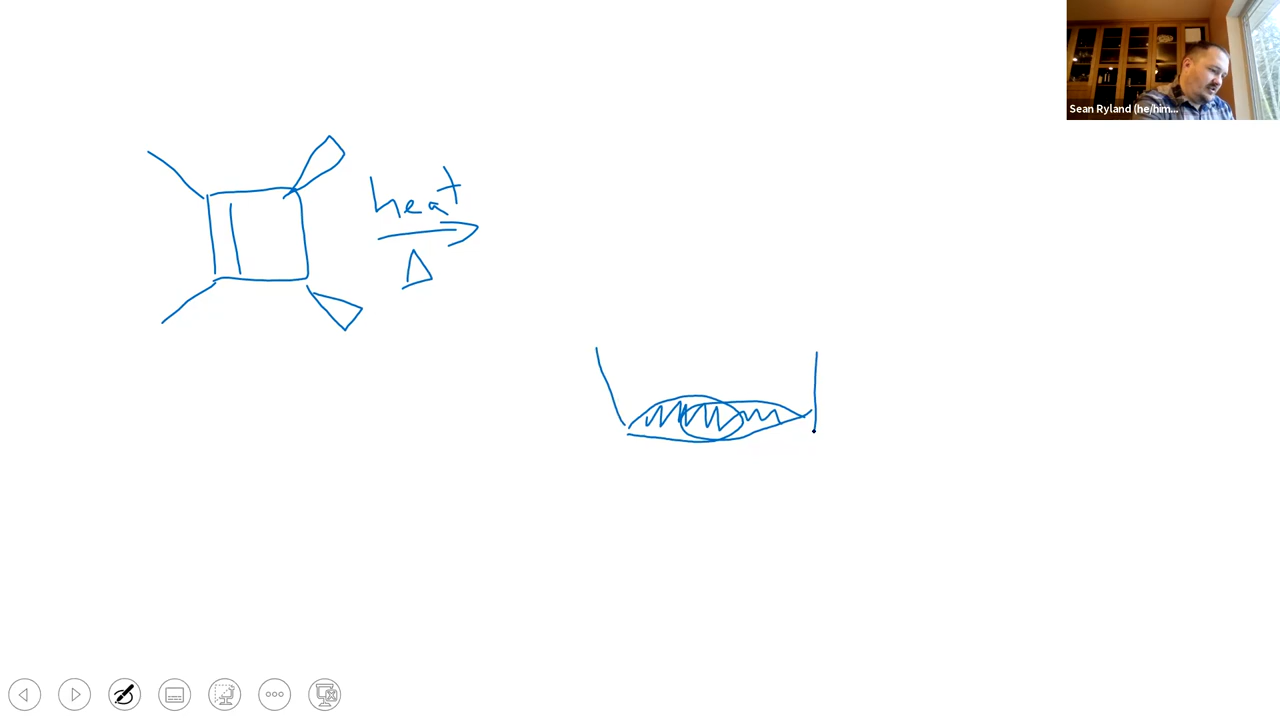 Sean Ryland (he/him...
heat
Δ